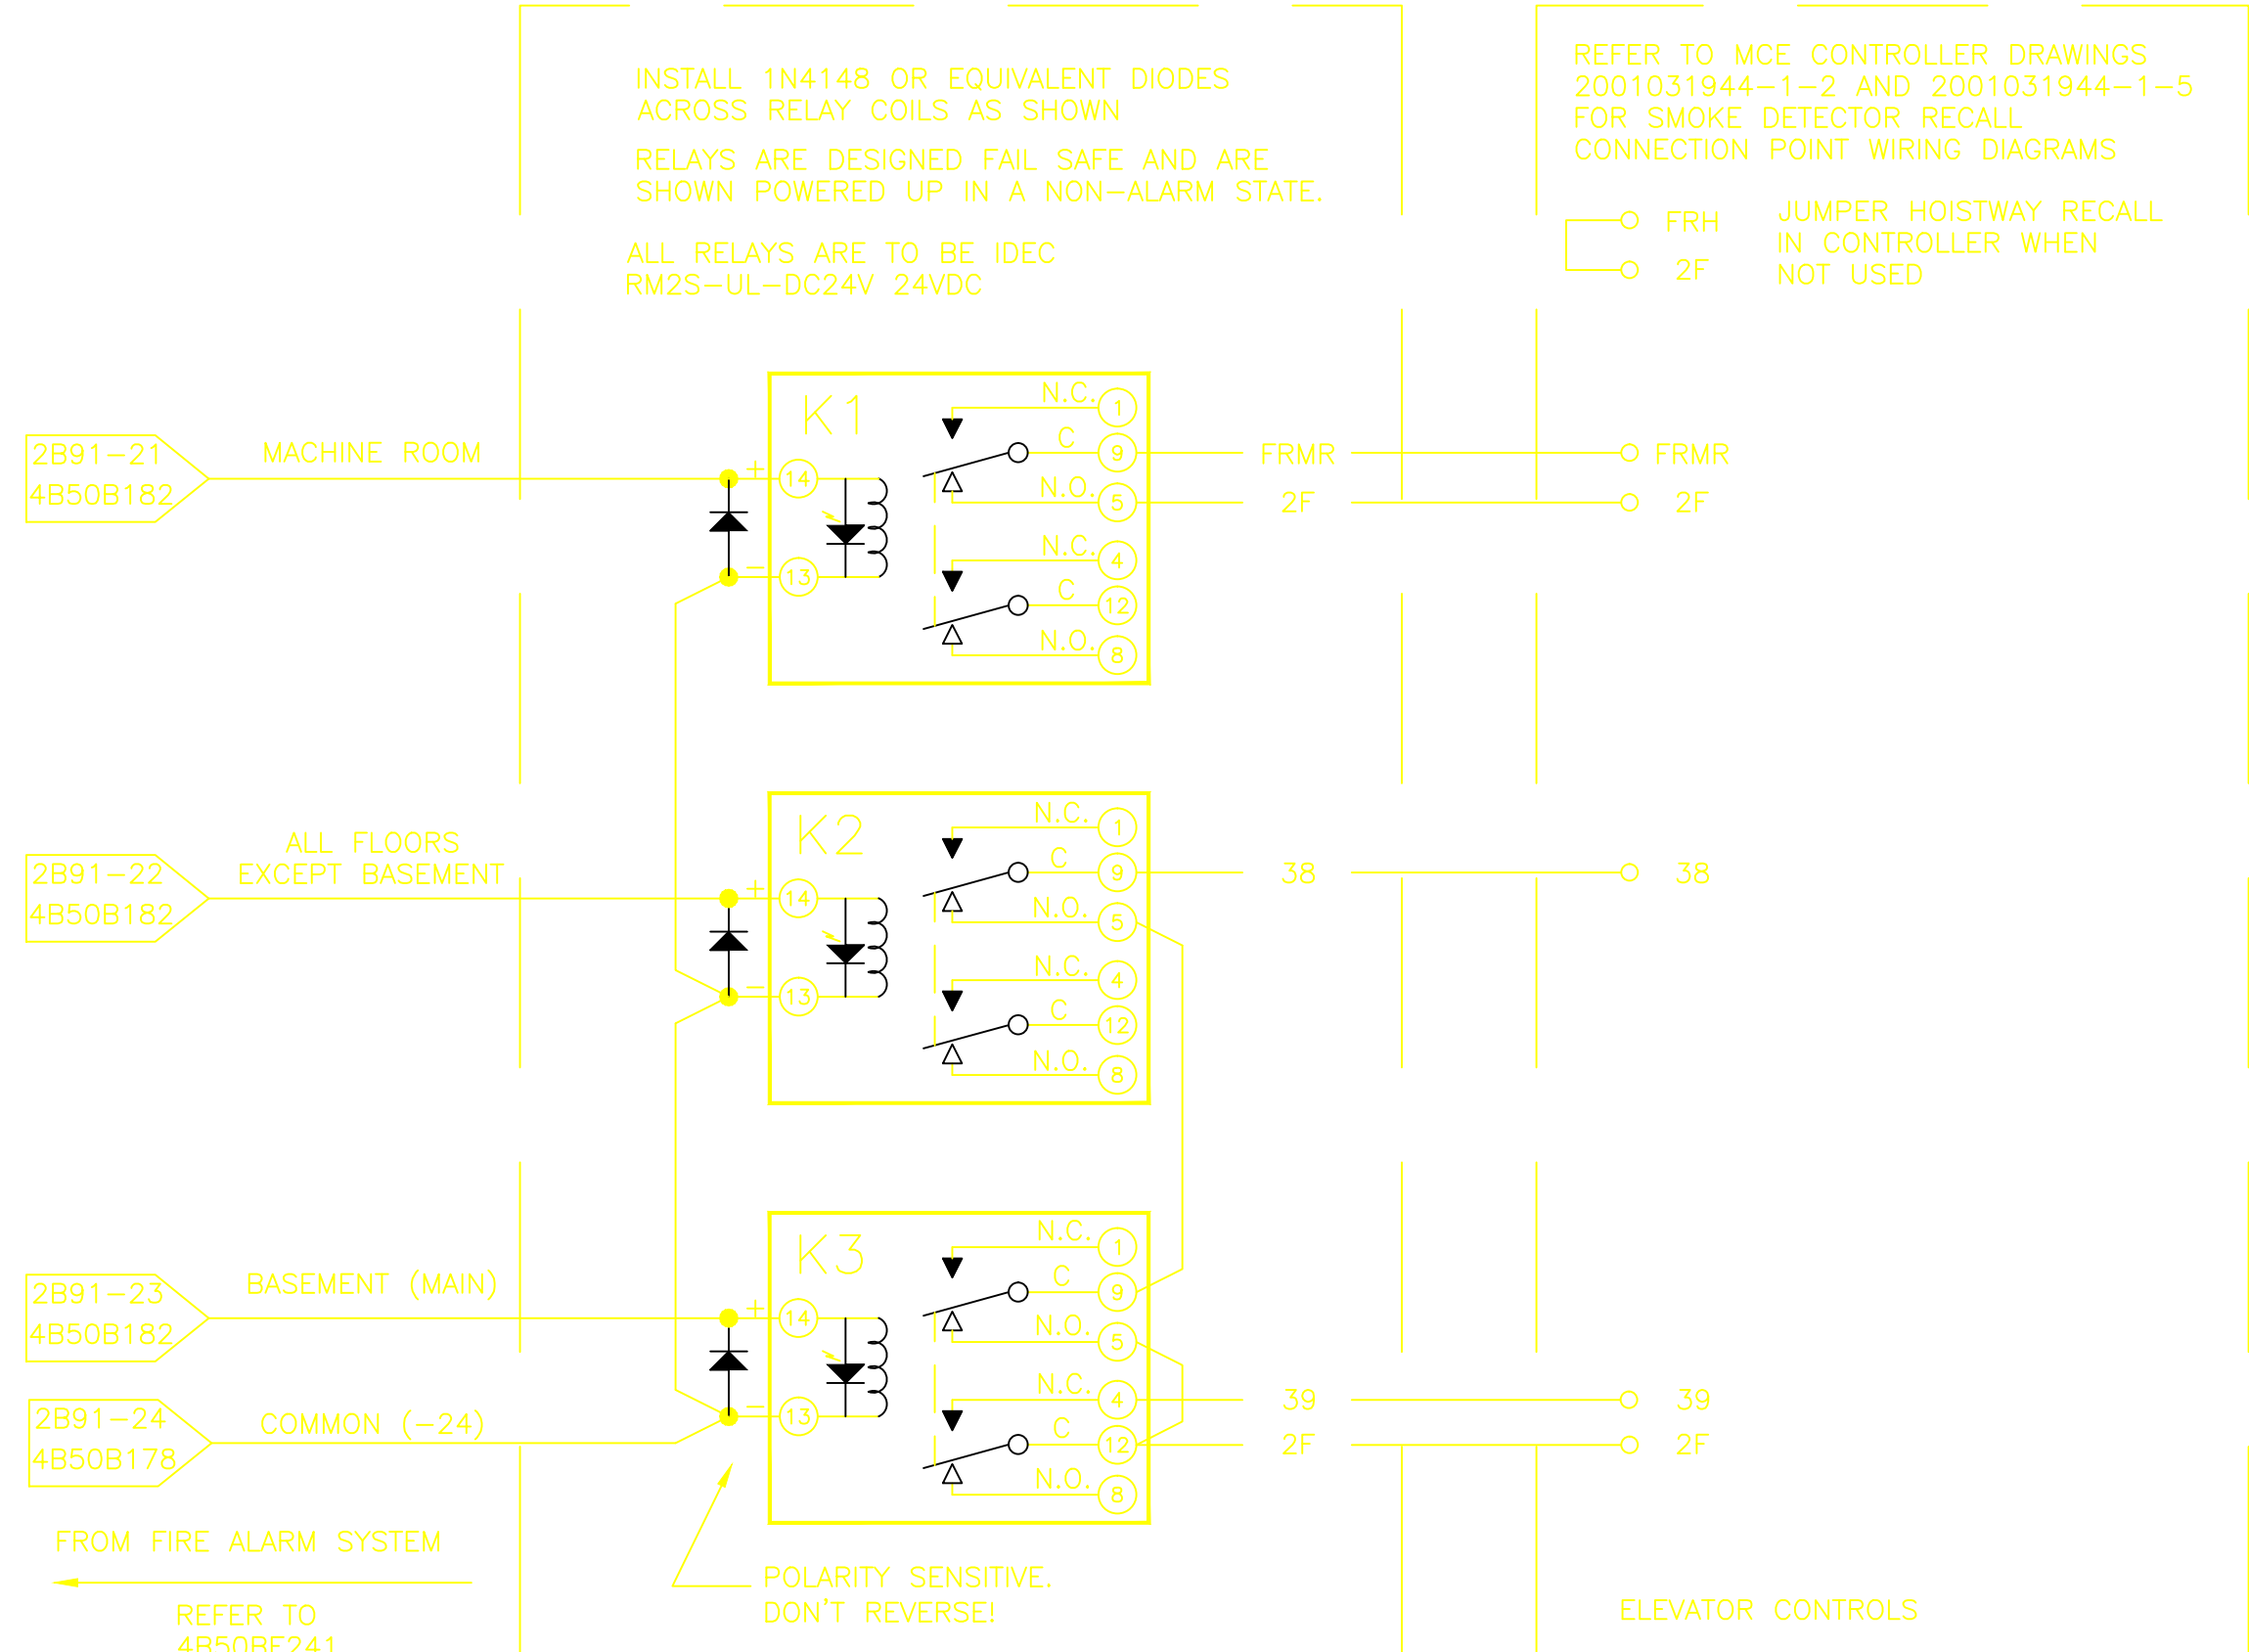 INSTALL 1N4148 OR EQUIVALENT DIODES
ACROSS RELAY COILS AS SHOWN
RELAYS ARE DESIGNED FAIL SAFE AND ARE
SHOWN POWERED UP IN A NON-ALARM STATE.
ALL RELAYS ARE TO BE IDEC
RM2S-UL-DC24V 24VDC
REFER TO MCE CONTROLLER DRAWINGS
2001031944-1-2 AND 2001031944-1-5
FOR SMOKE DETECTOR RECALL
CONNECTION POINT WIRING DIAGRAMS
FRH
2F
JUMPER HOISTWAY RECALL
IN CONTROLLER WHEN
NOT USED
2B91-21
4B50B182
MACHINE ROOM
K1
+
14
-
13
N.C.
1
C
9
N.O.
5
N.C.
4
C
12
N.O.
8
FRMR
2F
FRMR
2F
2B91-22
4B50B182
ALL FLOORS
EXCEPT BASEMENT
K2
+
14
-
13
N.C.
1
C
9
N.O.
5
N.C.
4
C
12
N.O.
8
38
38
2B91-23
4B50B182
BASEMENT (MAIN)
2B91-24
4B50B178
COMMON (-24)
K3
+
14
-
13
N.C.
1
C
9
N.O.
5
N.C.
4
C
12
N.O.
8
39
2F
39
2F
FROM FIRE ALARM SYSTEM
REFER TO
4B50BF241
POLARITY SENSITIVE.
DON'T REVERSE!
ELEVATOR CONTROLS